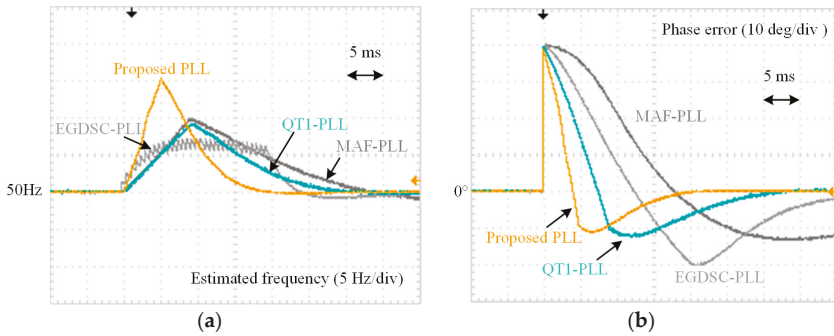 5 ms
Proposed PLL
EGDSC-PLL
QT1-PLL
MAF-PLL
50Hz
Estimated frequency (5 Hz/div)
(a)
Phase error (10 deg/div)
5 ms
MAF-PLL
0°
Proposed PLL
QT1-PLL
EGDSC-PLL
(b)